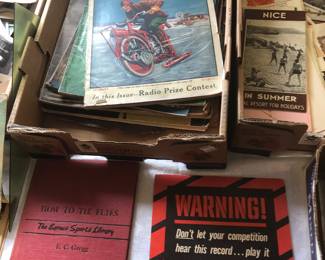 In this Issue - Radio Prize Contest
NICE
IN SUMMER
RESORT FOR HOLIDAYS
HOW TO TIE FLIES
The Barnes Sports Library
E. C. Gregg
WARNING!
Don't let your competition
hear this record... play it